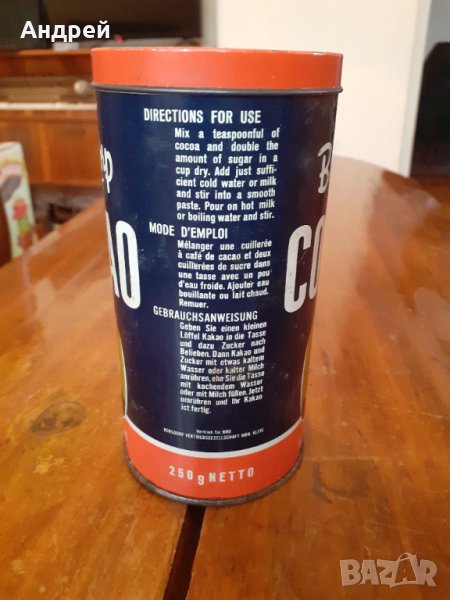 Андрей
DIRECTIONS FOR USE
Mix a teaspoonful of
cocoa and double the
amount of sugar in a
cup dry. Add just suffi-
cient cold water or milk
and stir into a smooth
paste. Pour on hot milk
or boiling water and stir.
MODE D'EMPLOI
Mélanger une cuillerée
à café de cacao et deux
cuillerées de sucre dans
une tasse avec un peu
d'eau froide. Ajouter eau
bouillante ou lait chaud.
Remuer.
GEBRAUCHSANWEISUNG
Geben Sie einen kleinen
Löffel Kakao in die Tasse
und dazu Zucker nach
Belieben. Dann Kakao und
Zucker mit etwas kaltem
Wasser oder kalter Milch
anrühren, ehe Sie die Tasse
mit kochendem Wasser
oder mit Milch füllen. Jetzt
umrühren und Ihr Kakao
ist fertig.
Vertrieb für BRD
VERTRIEBSGESELLSCHAFT MBH. KLEVE
250 g NETTO
BAZAR